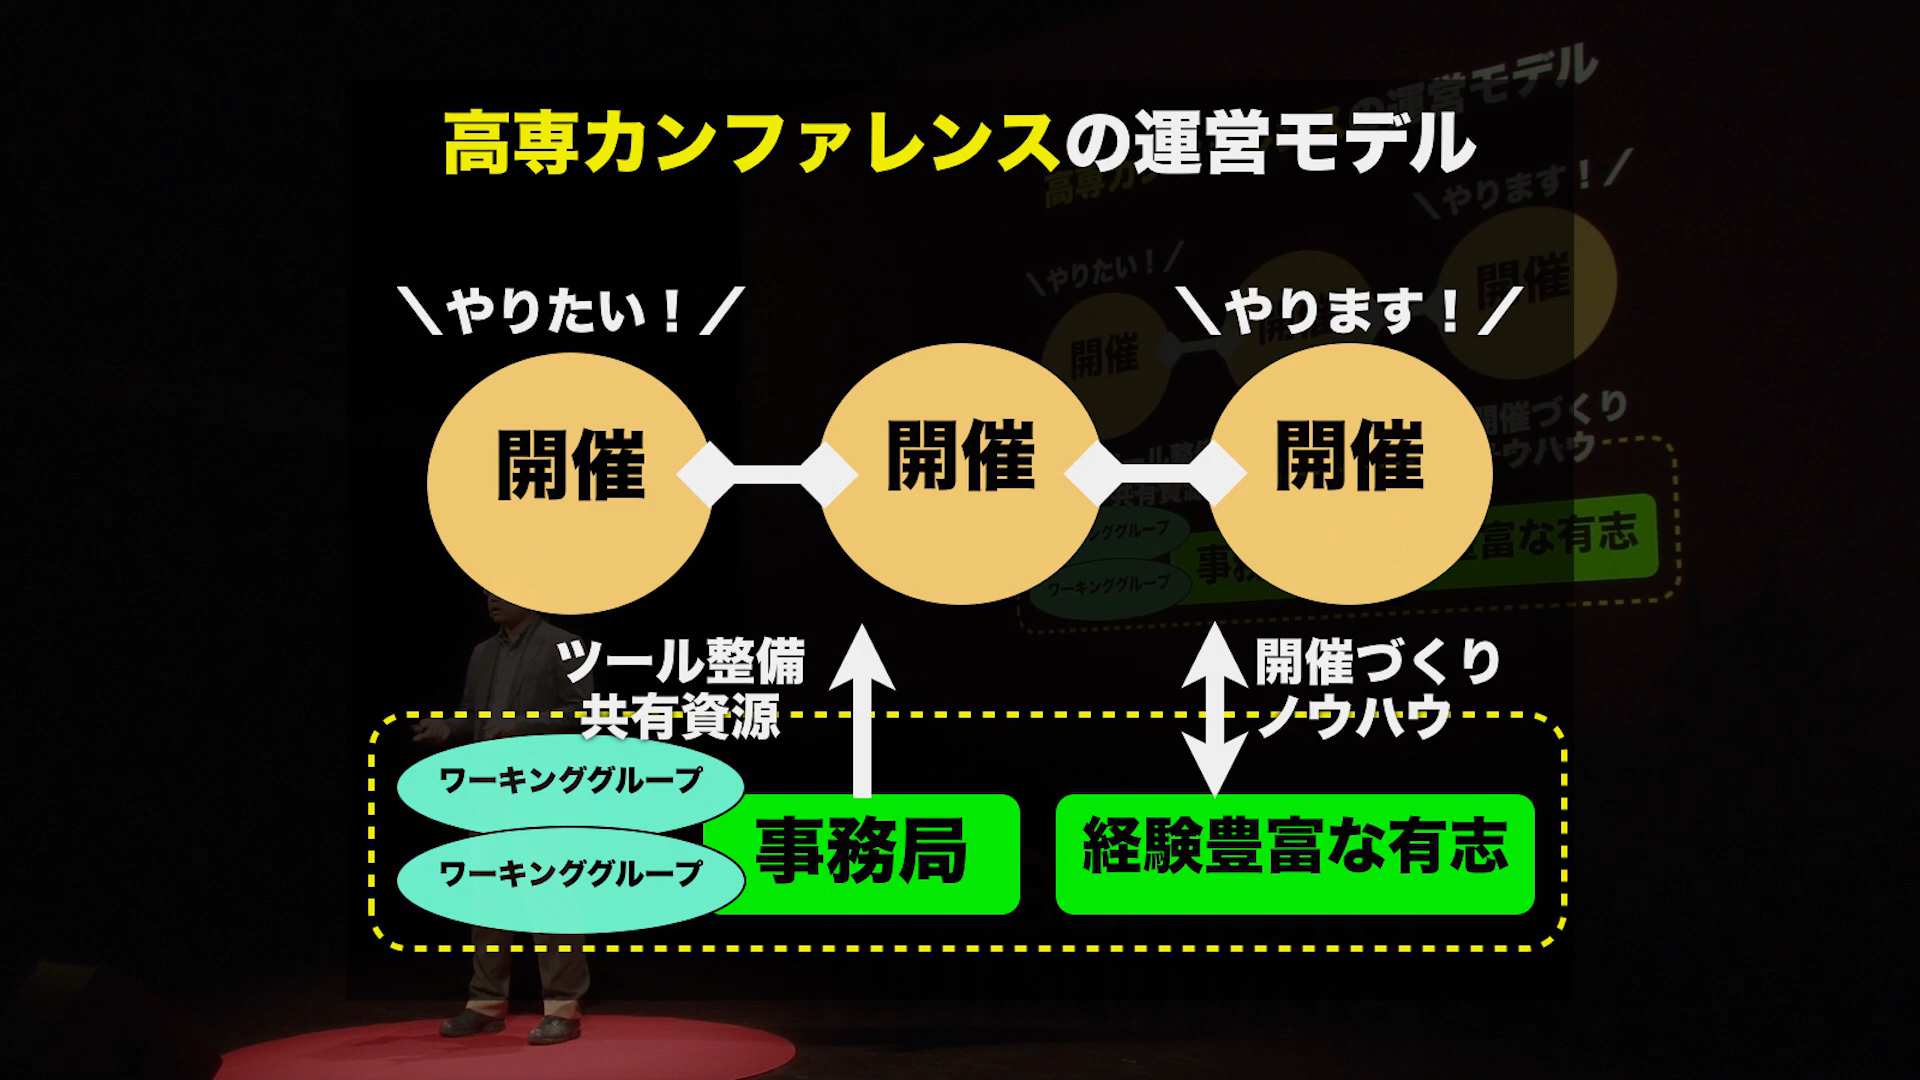 高専カンファレンスの運営モデル
\やりたい！/
\やります！/
開催
開催
開催
ツール整備
共有資源
開催づくり
ノウハウ
ワーキンググループ
ワーキンググループ
事務局
経験豊富な有志